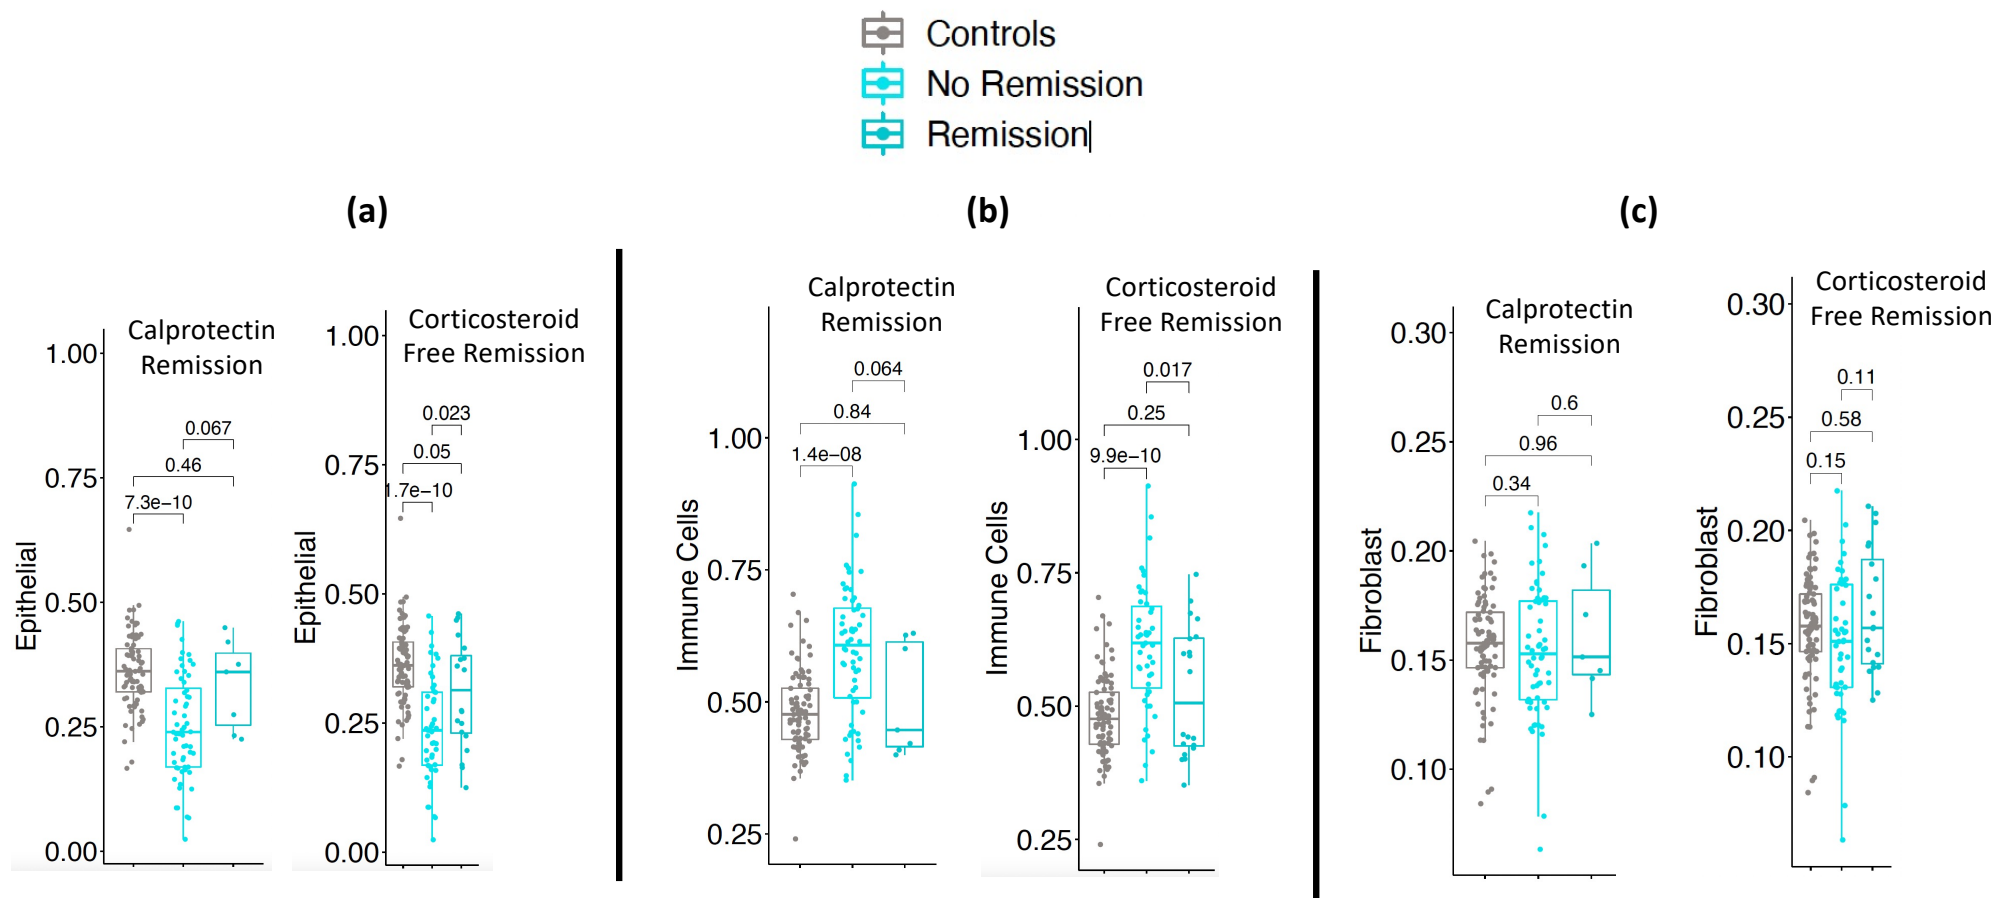 Controls
No Remission
Remission
(a)
(b)
(c)
Calprotectin
Remission
1.00
0.75
0.50
0.25
0.00
Epithelial
0.067
0.46
7.3e−10
Corticosteroid
Free Remission
1.00
0.75
0.50
0.25
0.00
Epithelial
0.023
0.05
1.7e−10
Calprotectin
Remission
1.00
0.75
0.50
0.25
Immune Cells
0.064
0.84
1.4e−08
Corticosteroid
Free Remission
1.00
0.75
0.50
0.25
Immune Cells
0.017
0.25
9.9e−10
Calprotectin
Remission
0.30
0.25
0.20
0.15
0.10
Fibroblast
0.6
0.96
0.34
Corticosteroid
Free Remission
0.30
0.25
0.20
0.15
0.10
Fibroblast
0.11
0.58
0.15